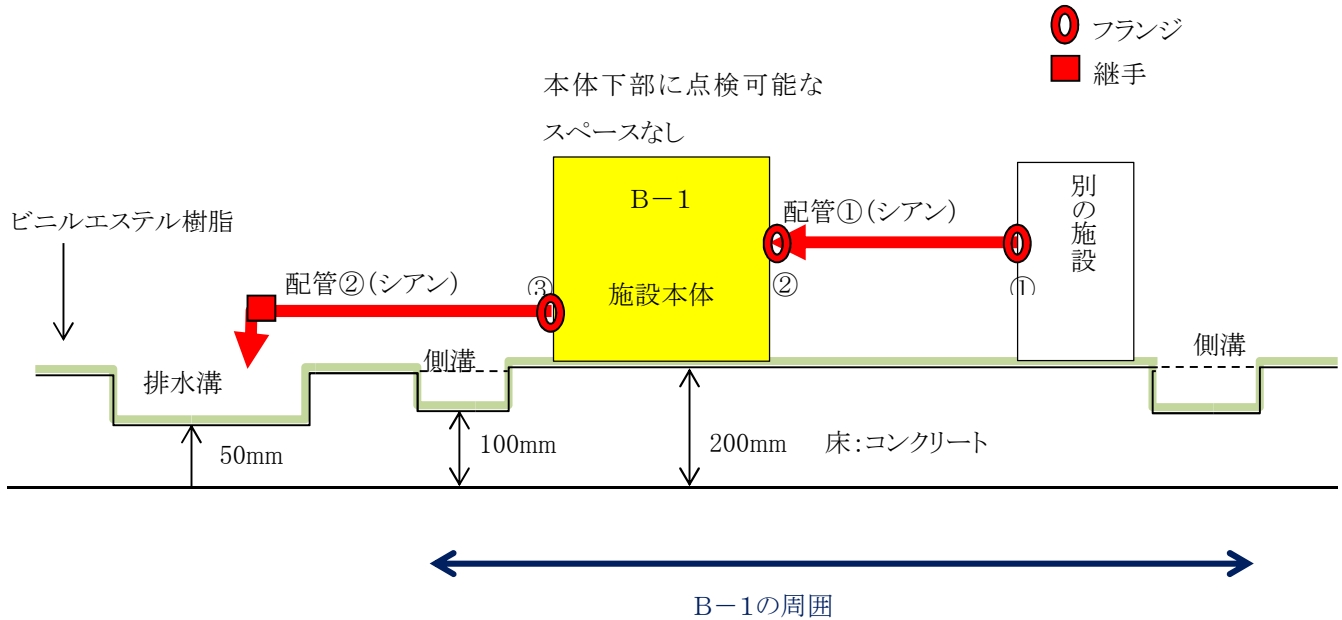 フランジ
継手
本体下部に点検可能な
スペースなし
B-1
施設本体
別の施設
配管①(シアン)
②
①
ビニルエステル樹脂
配管②(シアン)
③
排水溝
側溝
側溝
50mm
100mm
200mm
床:コンクリート
B-1の周囲